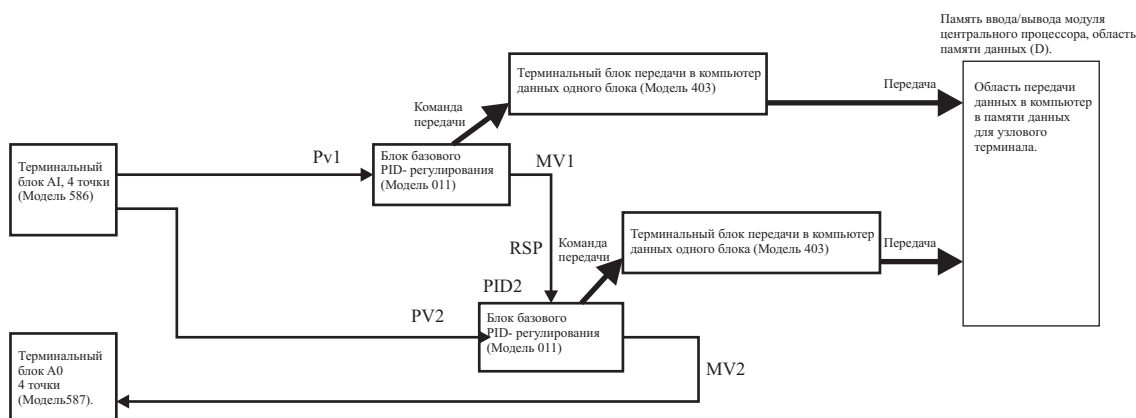 Память ввода/вывода модуля
центрального процессора, область
памяти данных (D).
Терминальный блок передачи в компьютер
данных одного блока (Модель 403)
Передача
Область передачи
данных в компьютер
в памяти данных
для узлового
терминала.
Команда
передачи
Терминальный
блок AI, 4 точки
(Модель 586)
Pv1
Блок базового
PID- регулирования
(Модель 011)
MV1
Терминальный блок передачи в компьютер
данных одного блока (Модель 403)
Передача
RSP
Команда
передачи
PID2
PV2
Блок базового
PID- регулирования
(Модель 011)
MV2
Терминальный
блок A0
4 точки
(Модель587).